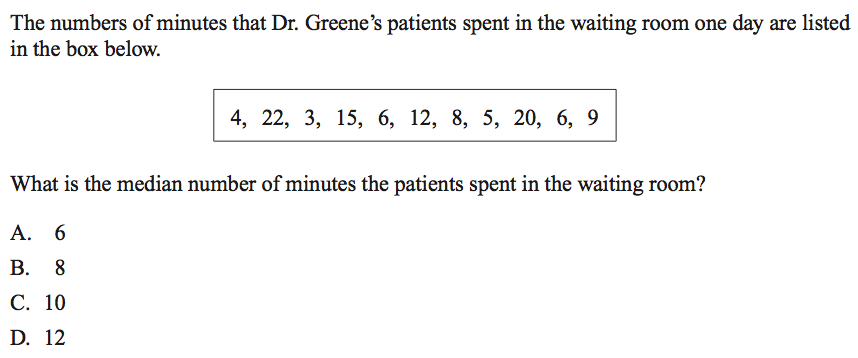 The numbers of minutes that Dr. Greene’s patients spent in the waiting room one day are listed
in the box below.
4, 22, 3, 15, 6, 12, 8, 5, 20, 6, 9
What is the median number of minutes the patients spent in the waiting room?
A. 6
B. 8
C. 10
D. 12